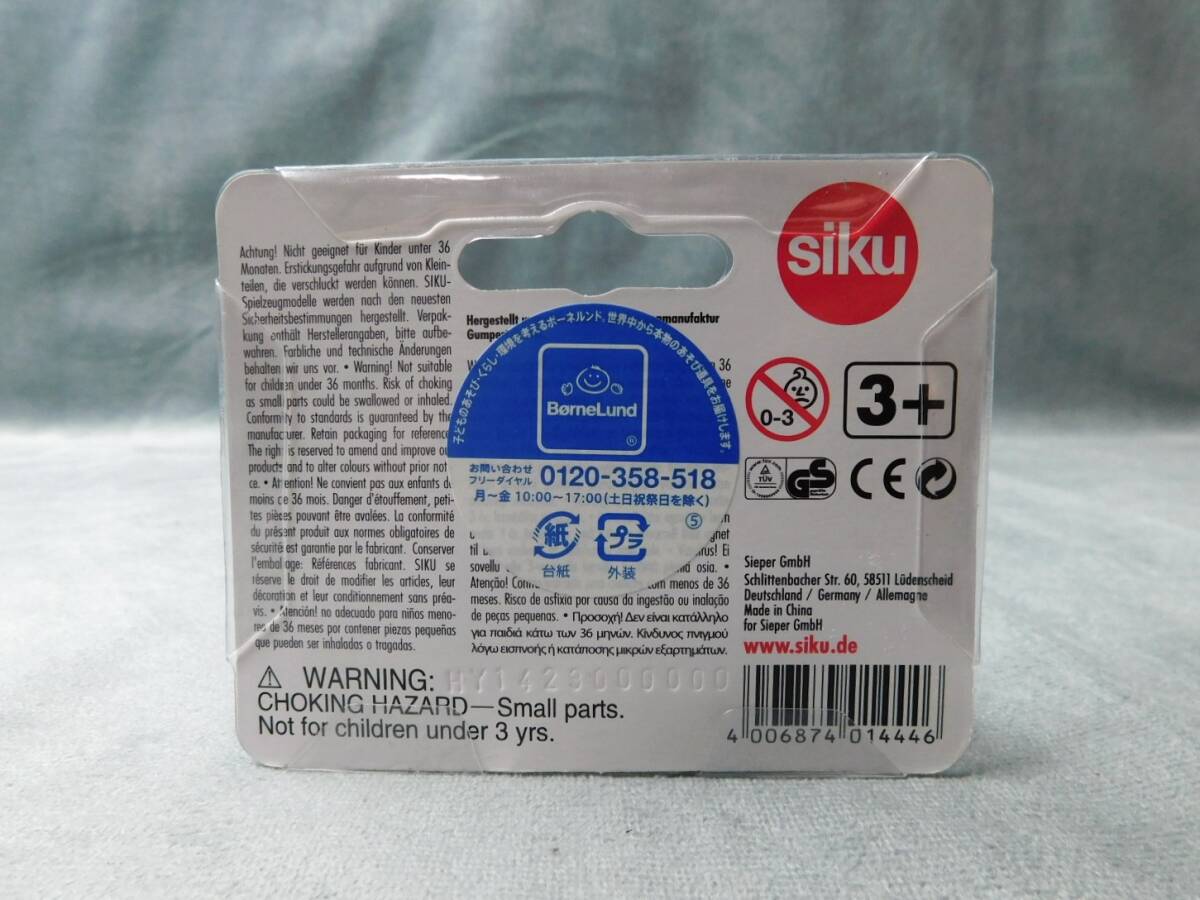 siku
Achtung! Nicht geeignet für Kinder unter 36
Monaten. Erstickungsgefahr aufgrund von Klein-
teilen, die verschluckt werden können. SIKU-
Spielzeugmodelle werden nach den neuesten
Sicherheitsbestimmungen hergestellt. Verpak-
kung enthält Herstellerangaben, bitte aufbe-
wahren. Farbliche und technische Änderungen
behalten wir uns vor. • Warning! Not suitable
for children under 36 months. Risk of choking
as small parts could be swallowed or inhaled.
Conformity to standards is guaranteed by the
manufacturer. Retain packaging for reference.
The right is reserved to amend and improve our
products and to alter colours without prior not
ce. • Attention! Ne convient pas aux enfants de
moins de 36 mois. Danger d'étouffement, peti-
tes pièces pouvant être avalées. La conformité
du présent produit aux normes obligatoires de
sécurité est garantie par le fabricant. Conserver
l'emballage: Références fabricant. SIKU se
réserve le droit de modifier les articles, leur
décoration et leur conditionnement sans préa-
vis. • Atención! no adecuado para niños meno-
res de 36 meses por contener piezas pequeñas
que pueden ser inhaladas o tragadas.
Hergestellt manufaktur
子どものあそび・くらし・環境を考えるボーネルンド。世界中から本物のあそび道具をお届けします。
BørneLund
®
お問い合わせ
フリーダイヤル 0120-358-518
月～金 10:00～17:00(土日祝祭日を除く)
⑤
紙 プラ
台紙 外装
til
sovellu osia. •
Atenção! com menos de 36
meses. Risco de asfixia por causa da ingestão ou inalação
de peças pequenas. • Προσοχή! Δεν είναι κατάλληλο
για παιδιά κάτω των 36 μηνών. Κίνδυνος πνιγμού
λόγω εισπνοής ή κατάποσης μικρών εξαρτημάτων.
0-3
3+
TÜV GS CE
Sieper GmbH
Schlittenbacher Str. 60, 58511 Lüdenscheid
Deutschland / Germany / Allemagne
Made in China
for Sieper GmbH
www.siku.de
⚠ WARNING:
HY1423000000
CHOKING HAZARD—Small parts.
Not for children under 3 yrs.
4 006874 014446